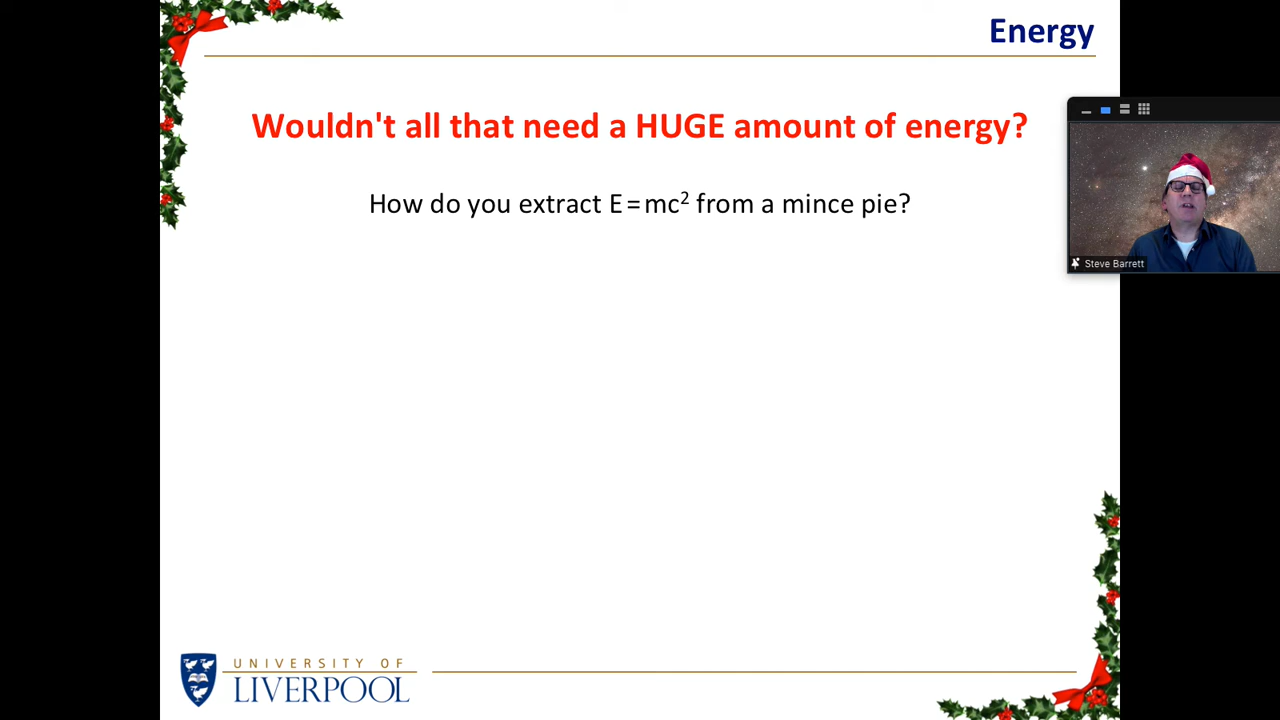 Energy
Wouldn't all that need a HUGE amount of energy?
How do you extract E=mc² from a mince pie?
Steve Barrett
UNIVERSITY OF
LIVERPOOL